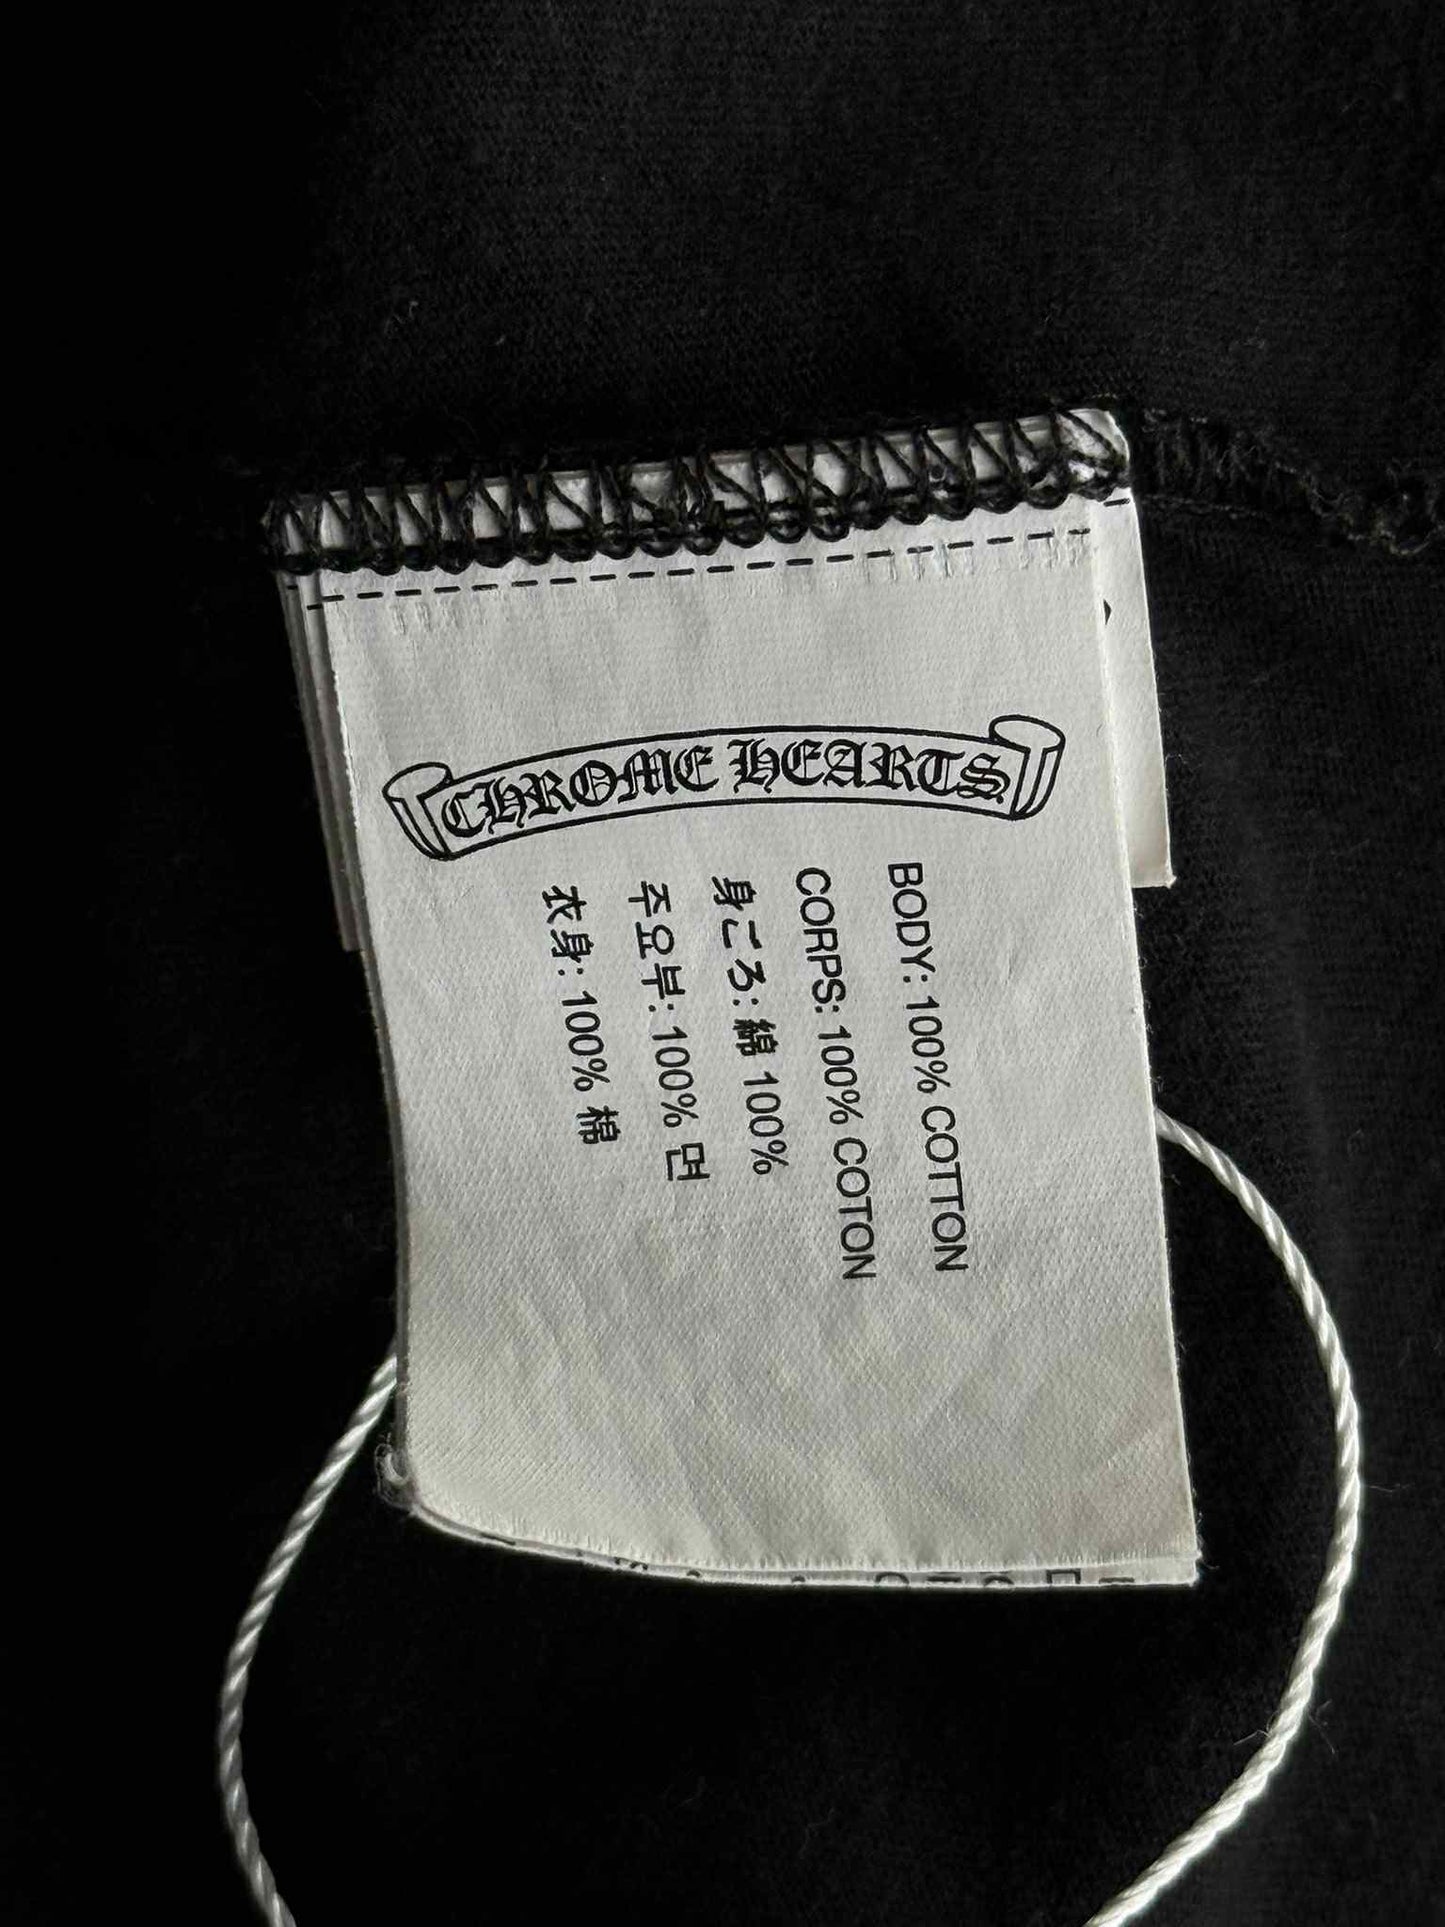 CHROME HEARTS
BODY: 100% COTTON
CORPS: 100% COTON
身ごろ: 綿 100%
주요부: 100% 면
衣身: 100% 棉